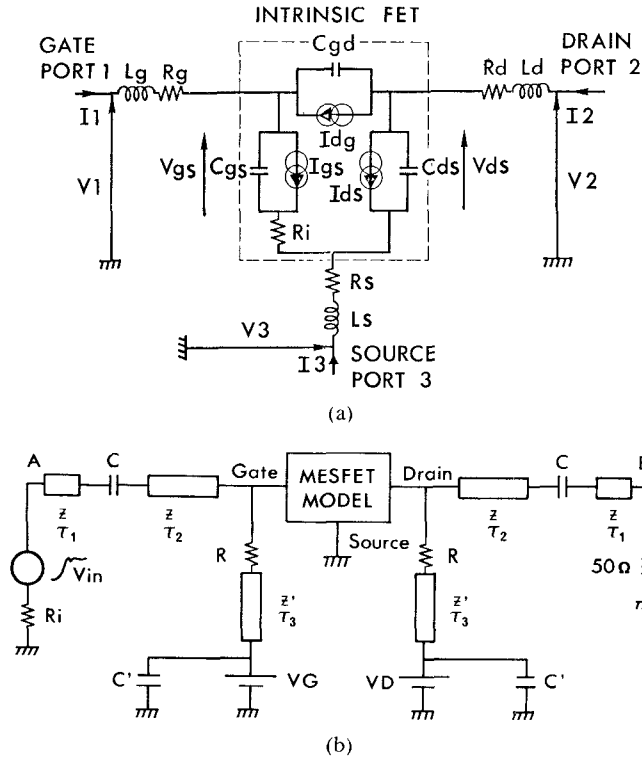 INTRINSIC FET
GATE
PORT 1
Lg
Rg
Cgd
Rd
Ld
DRAIN
PORT 2
I1
Idg
I2
Vgs
Cgs
Igs
Ids
Cds
Vds
V1
V2
Ri
Rs
Ls
V3
I3
SOURCE
PORT 3
(a)
A
C
Gate
MESFET
MODEL
Drain
C
z
τ1
z
τ2
Source
z
τ2
z
τ1
R
R
Vin
50Ω
Ri
z'
τ3
z'
τ3
C'
VG
VD
C'
(b)